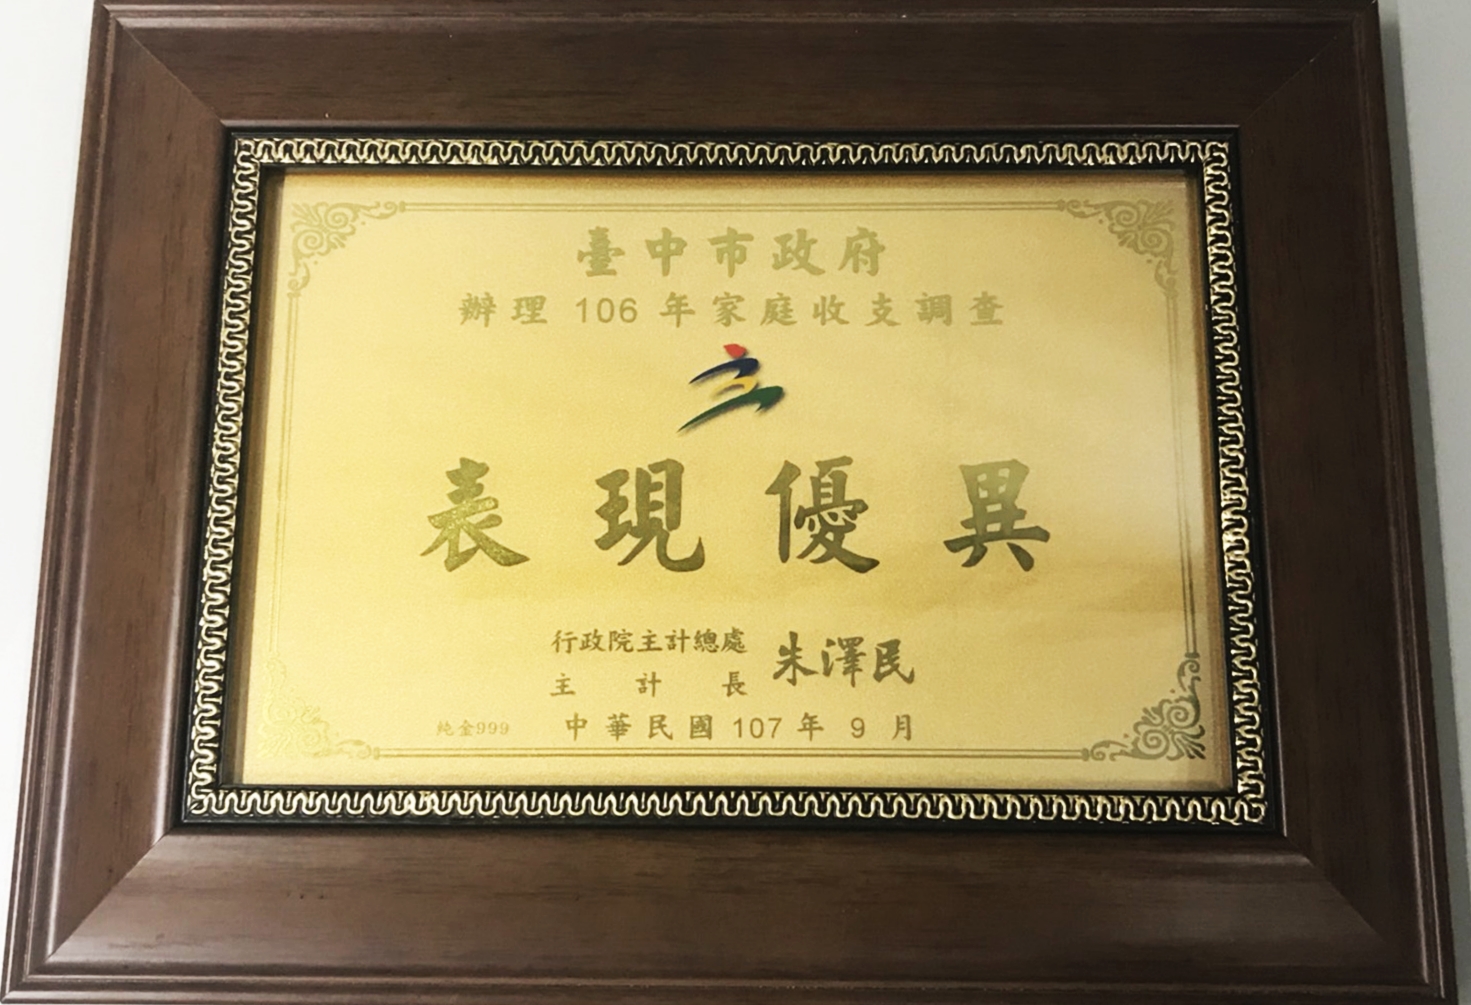 臺中市政府
辦理 106 年家庭收支調查
表現優異
行政院主計總處
主計長 朱澤民
純金999
中華民國 107 年 9 月